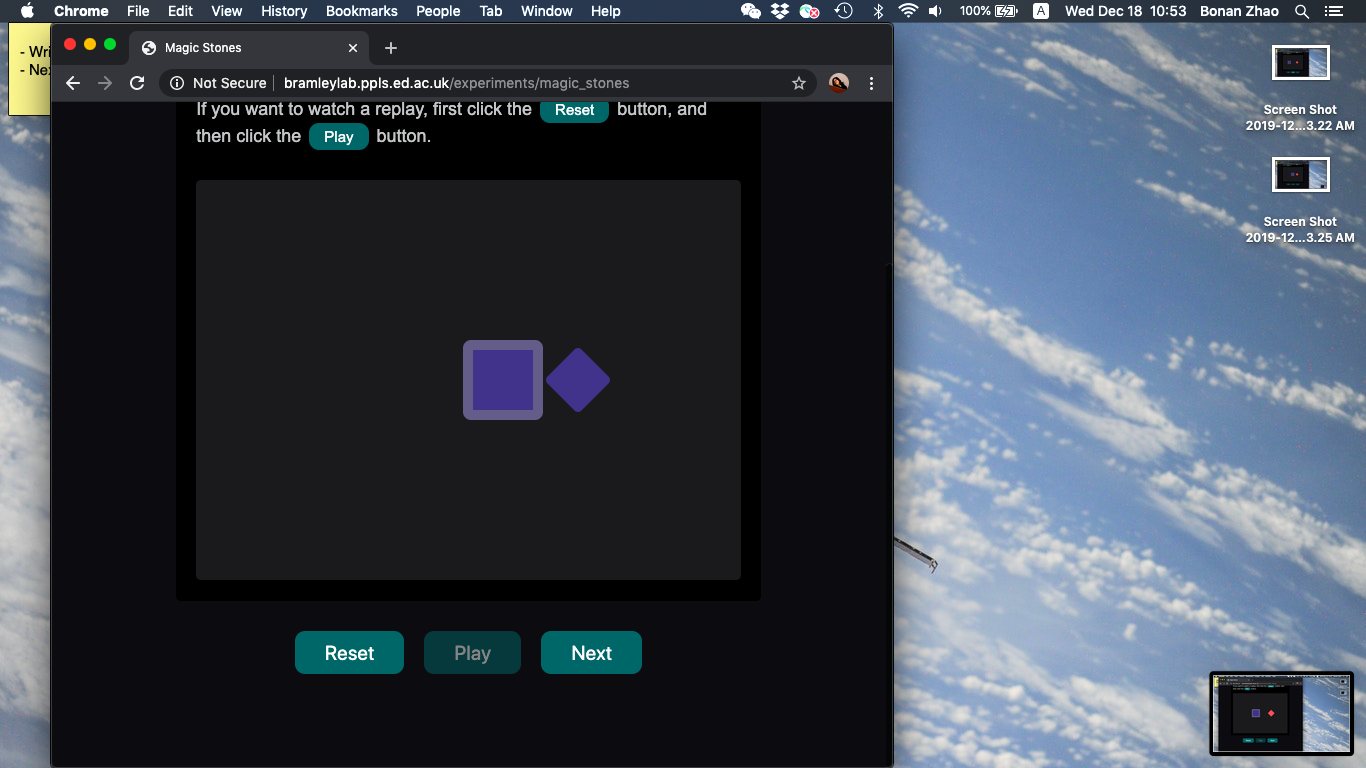 Chrome File Edit View History Bookmarks People Tab Window Help 100% A Wed Dec 18 10:53 Bonan Zhao
- Wri
- Nex
Magic Stones
Not Secure bramleylab.ppls.ed.ac.uk/experiments/magic_stones
If you want to watch a replay, first click the Reset button, and
then click the Play button.
Reset Play Next
Screen Shot
2019-12...3.22 AM
Screen Shot
2019-12...3.25 AM